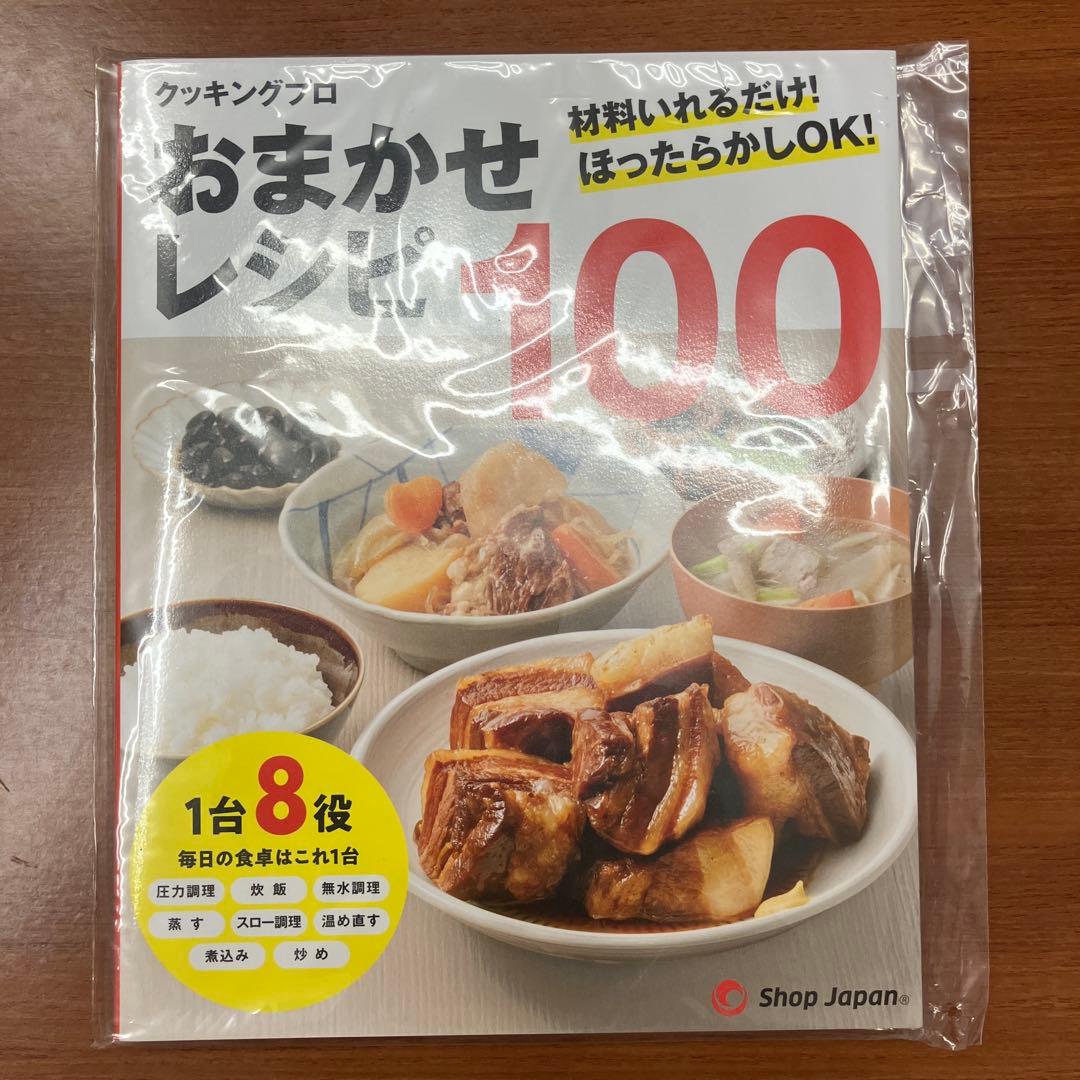 クッキングプロ
おまかせ
レシピ100
材料いれるだけ!
ほったらかしOK!
1台8役
毎日の食卓はこれ1台
圧力調理 炊飯 無水調理
蒸す スロー調理 温め直す
煮込み 炒め
Shop Japan®